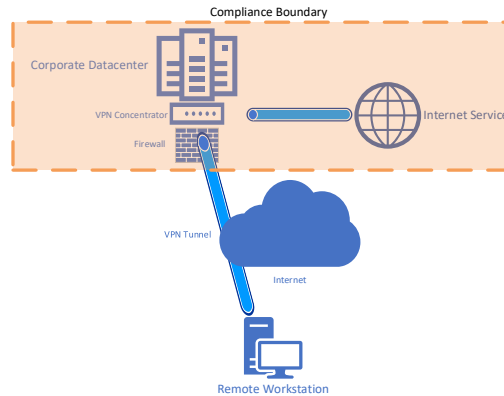 Compliance Boundary
Corporate Datacenter
VPN Concentrator
Internet Service
Firewall
VPN Tunnel
Internet
Remote Workstation